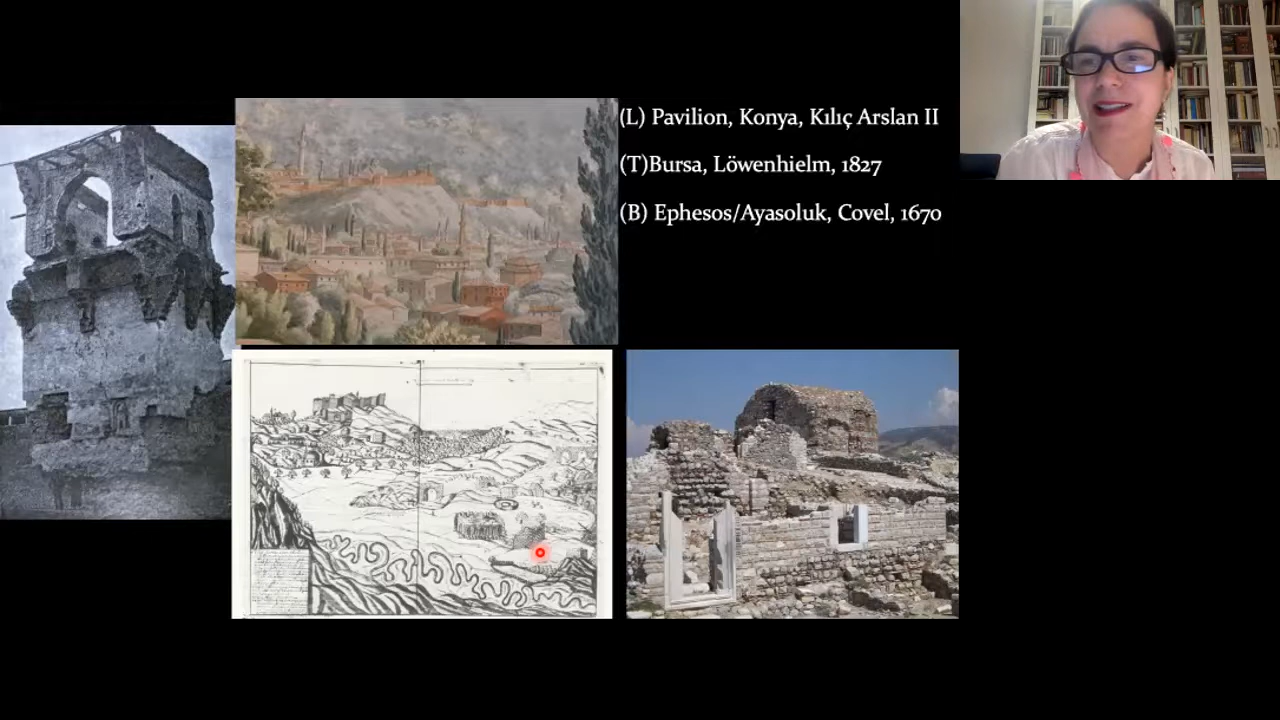 (L) Pavilion, Konya, Kılıç Arslan II
(T)Bursa, Löwenhielm, 1827
(B) Ephesos/Ayasoluk, Covel, 1670